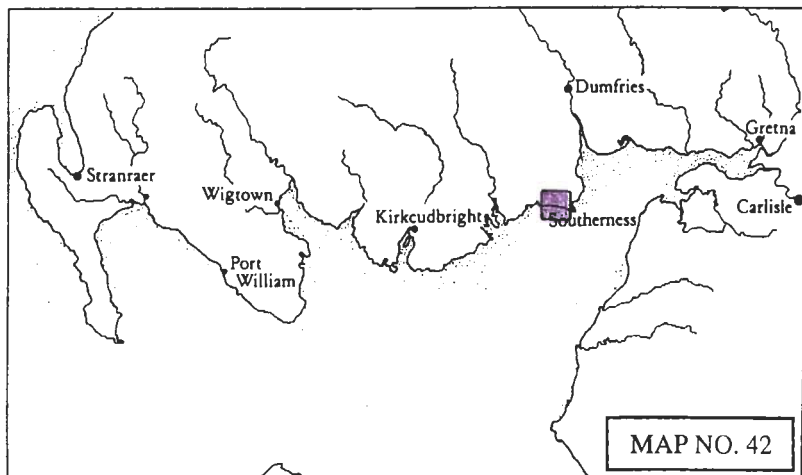 Dumfries
Gretna
Stranraer
Wigtown
Kirkcudbright
Southerness
Carlisle
Port
William
MAP NO. 42